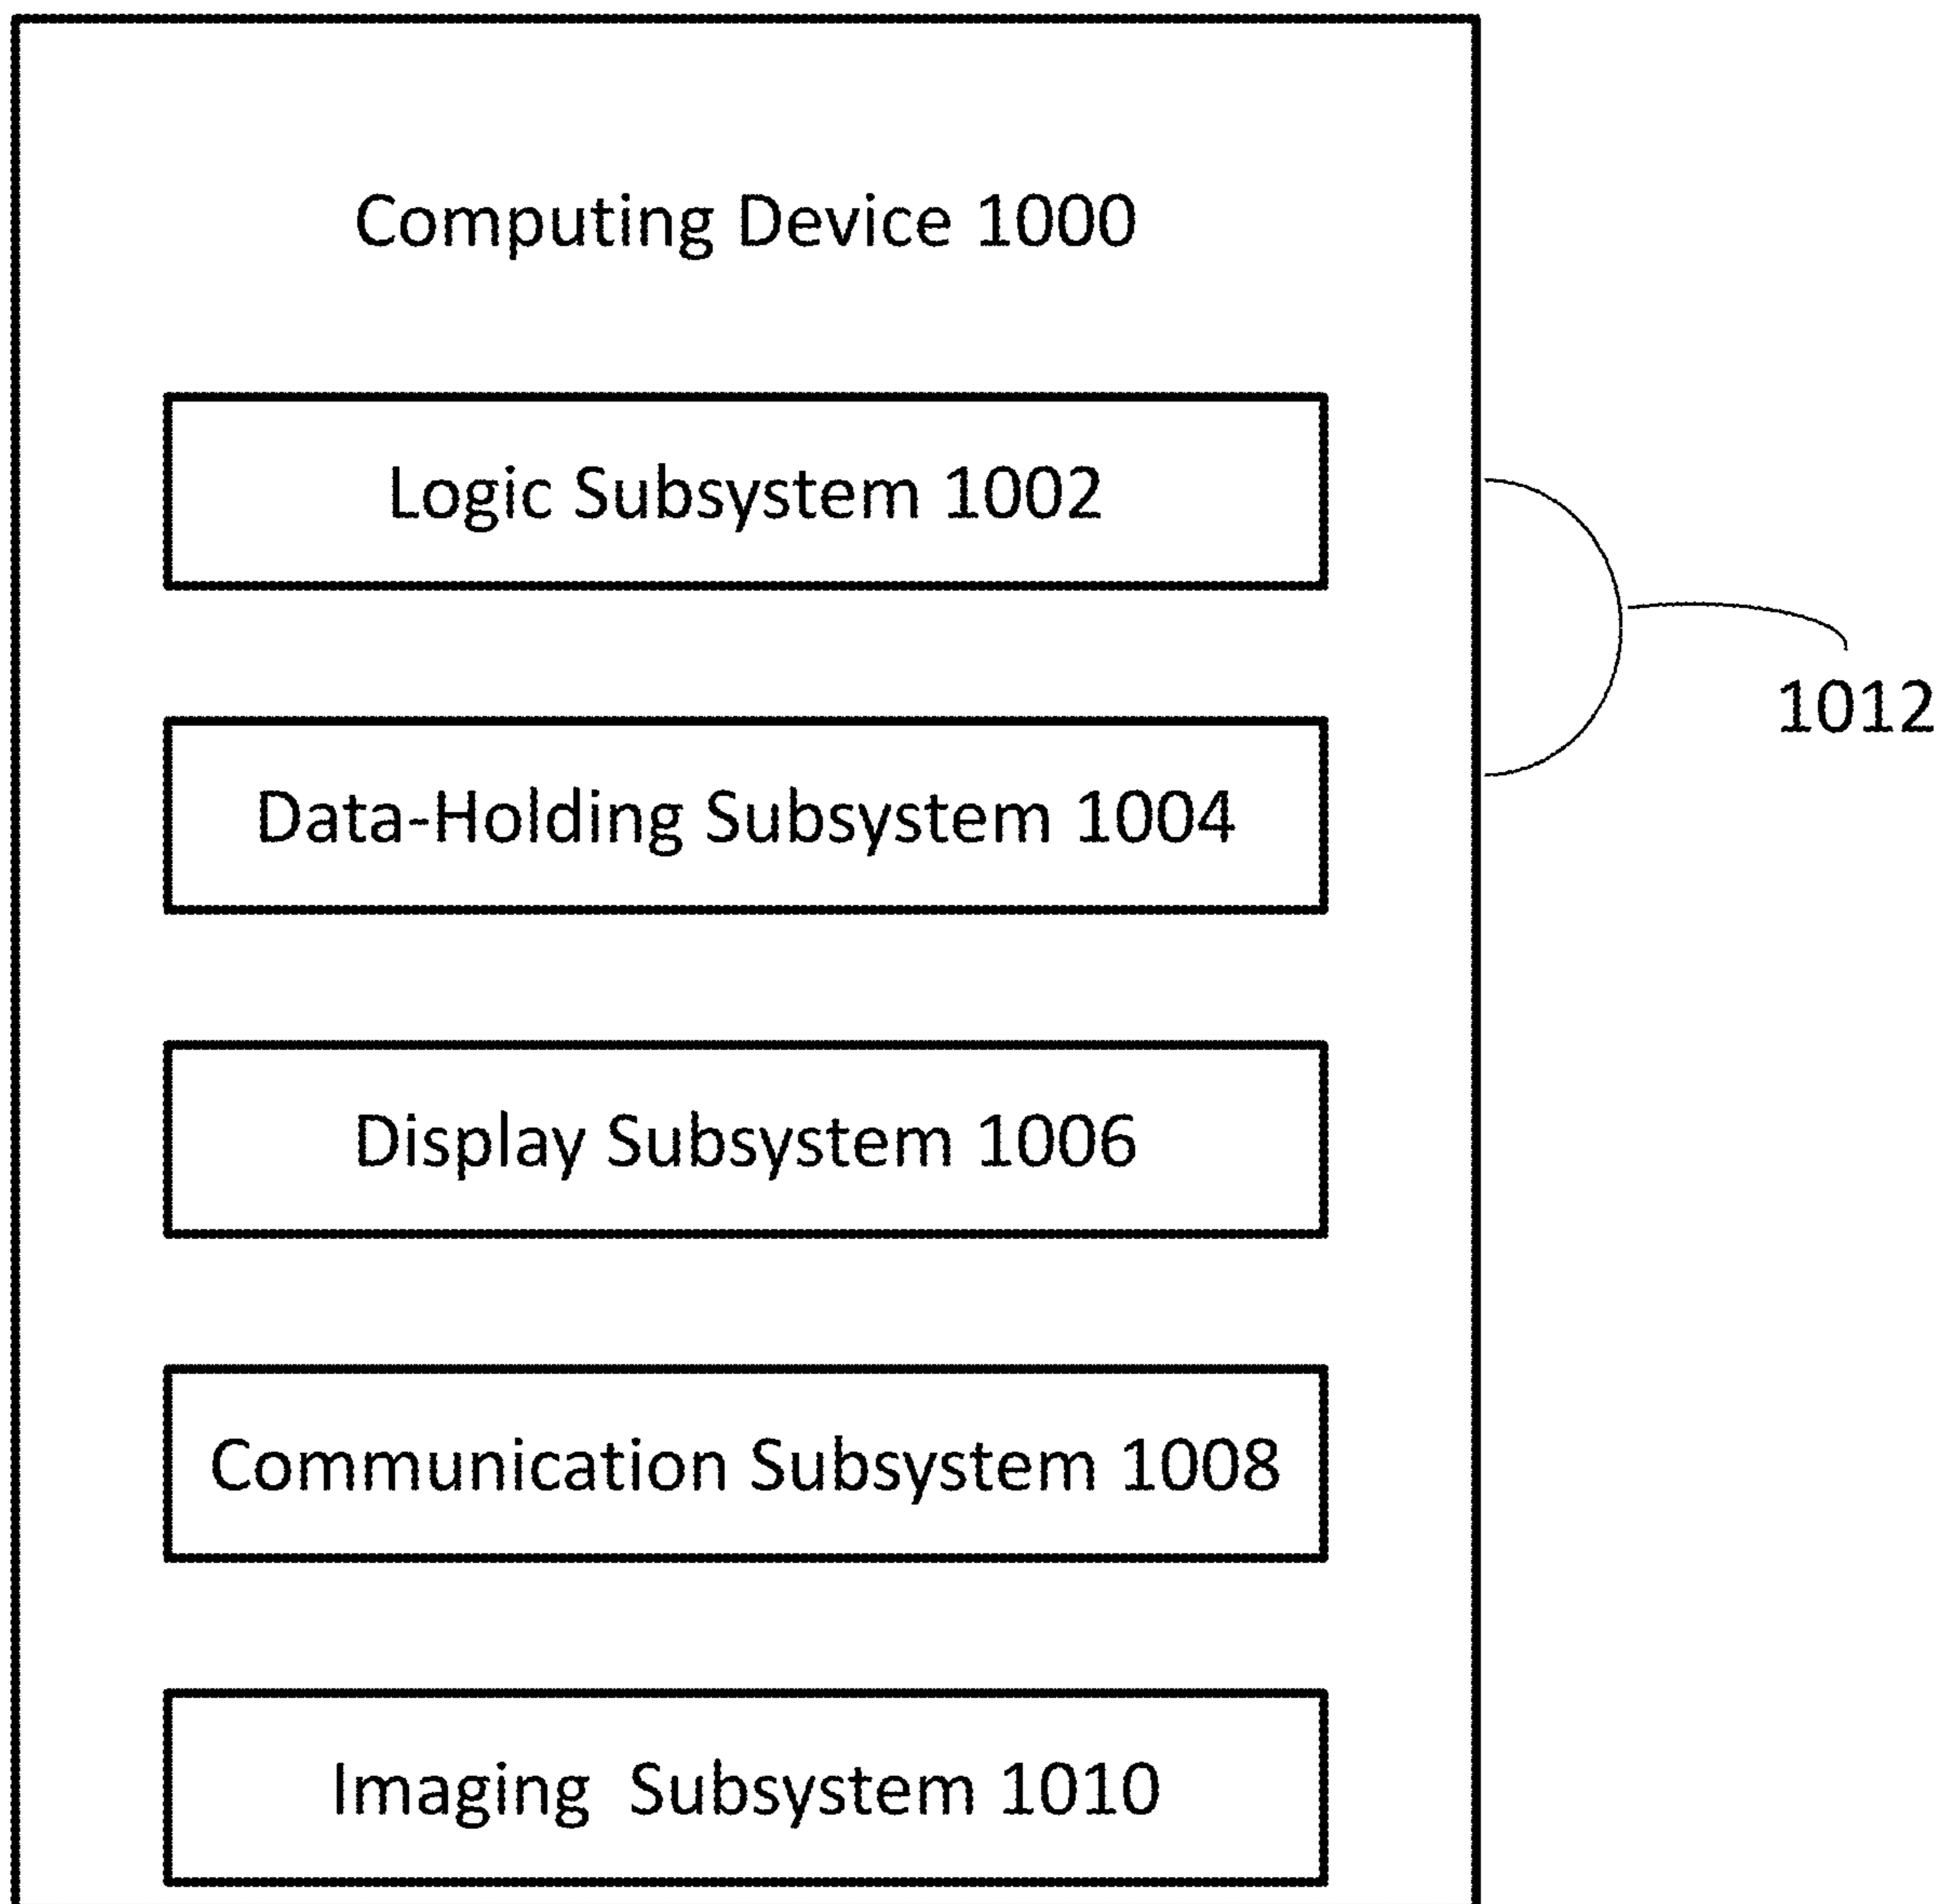 Computing Device 1000
Logic Subsystem 1002
1012
Data-Holding Subsystem 1004
Display Subsystem 1006
Communication Subsystem 1008
Imaging Subsystem 1010